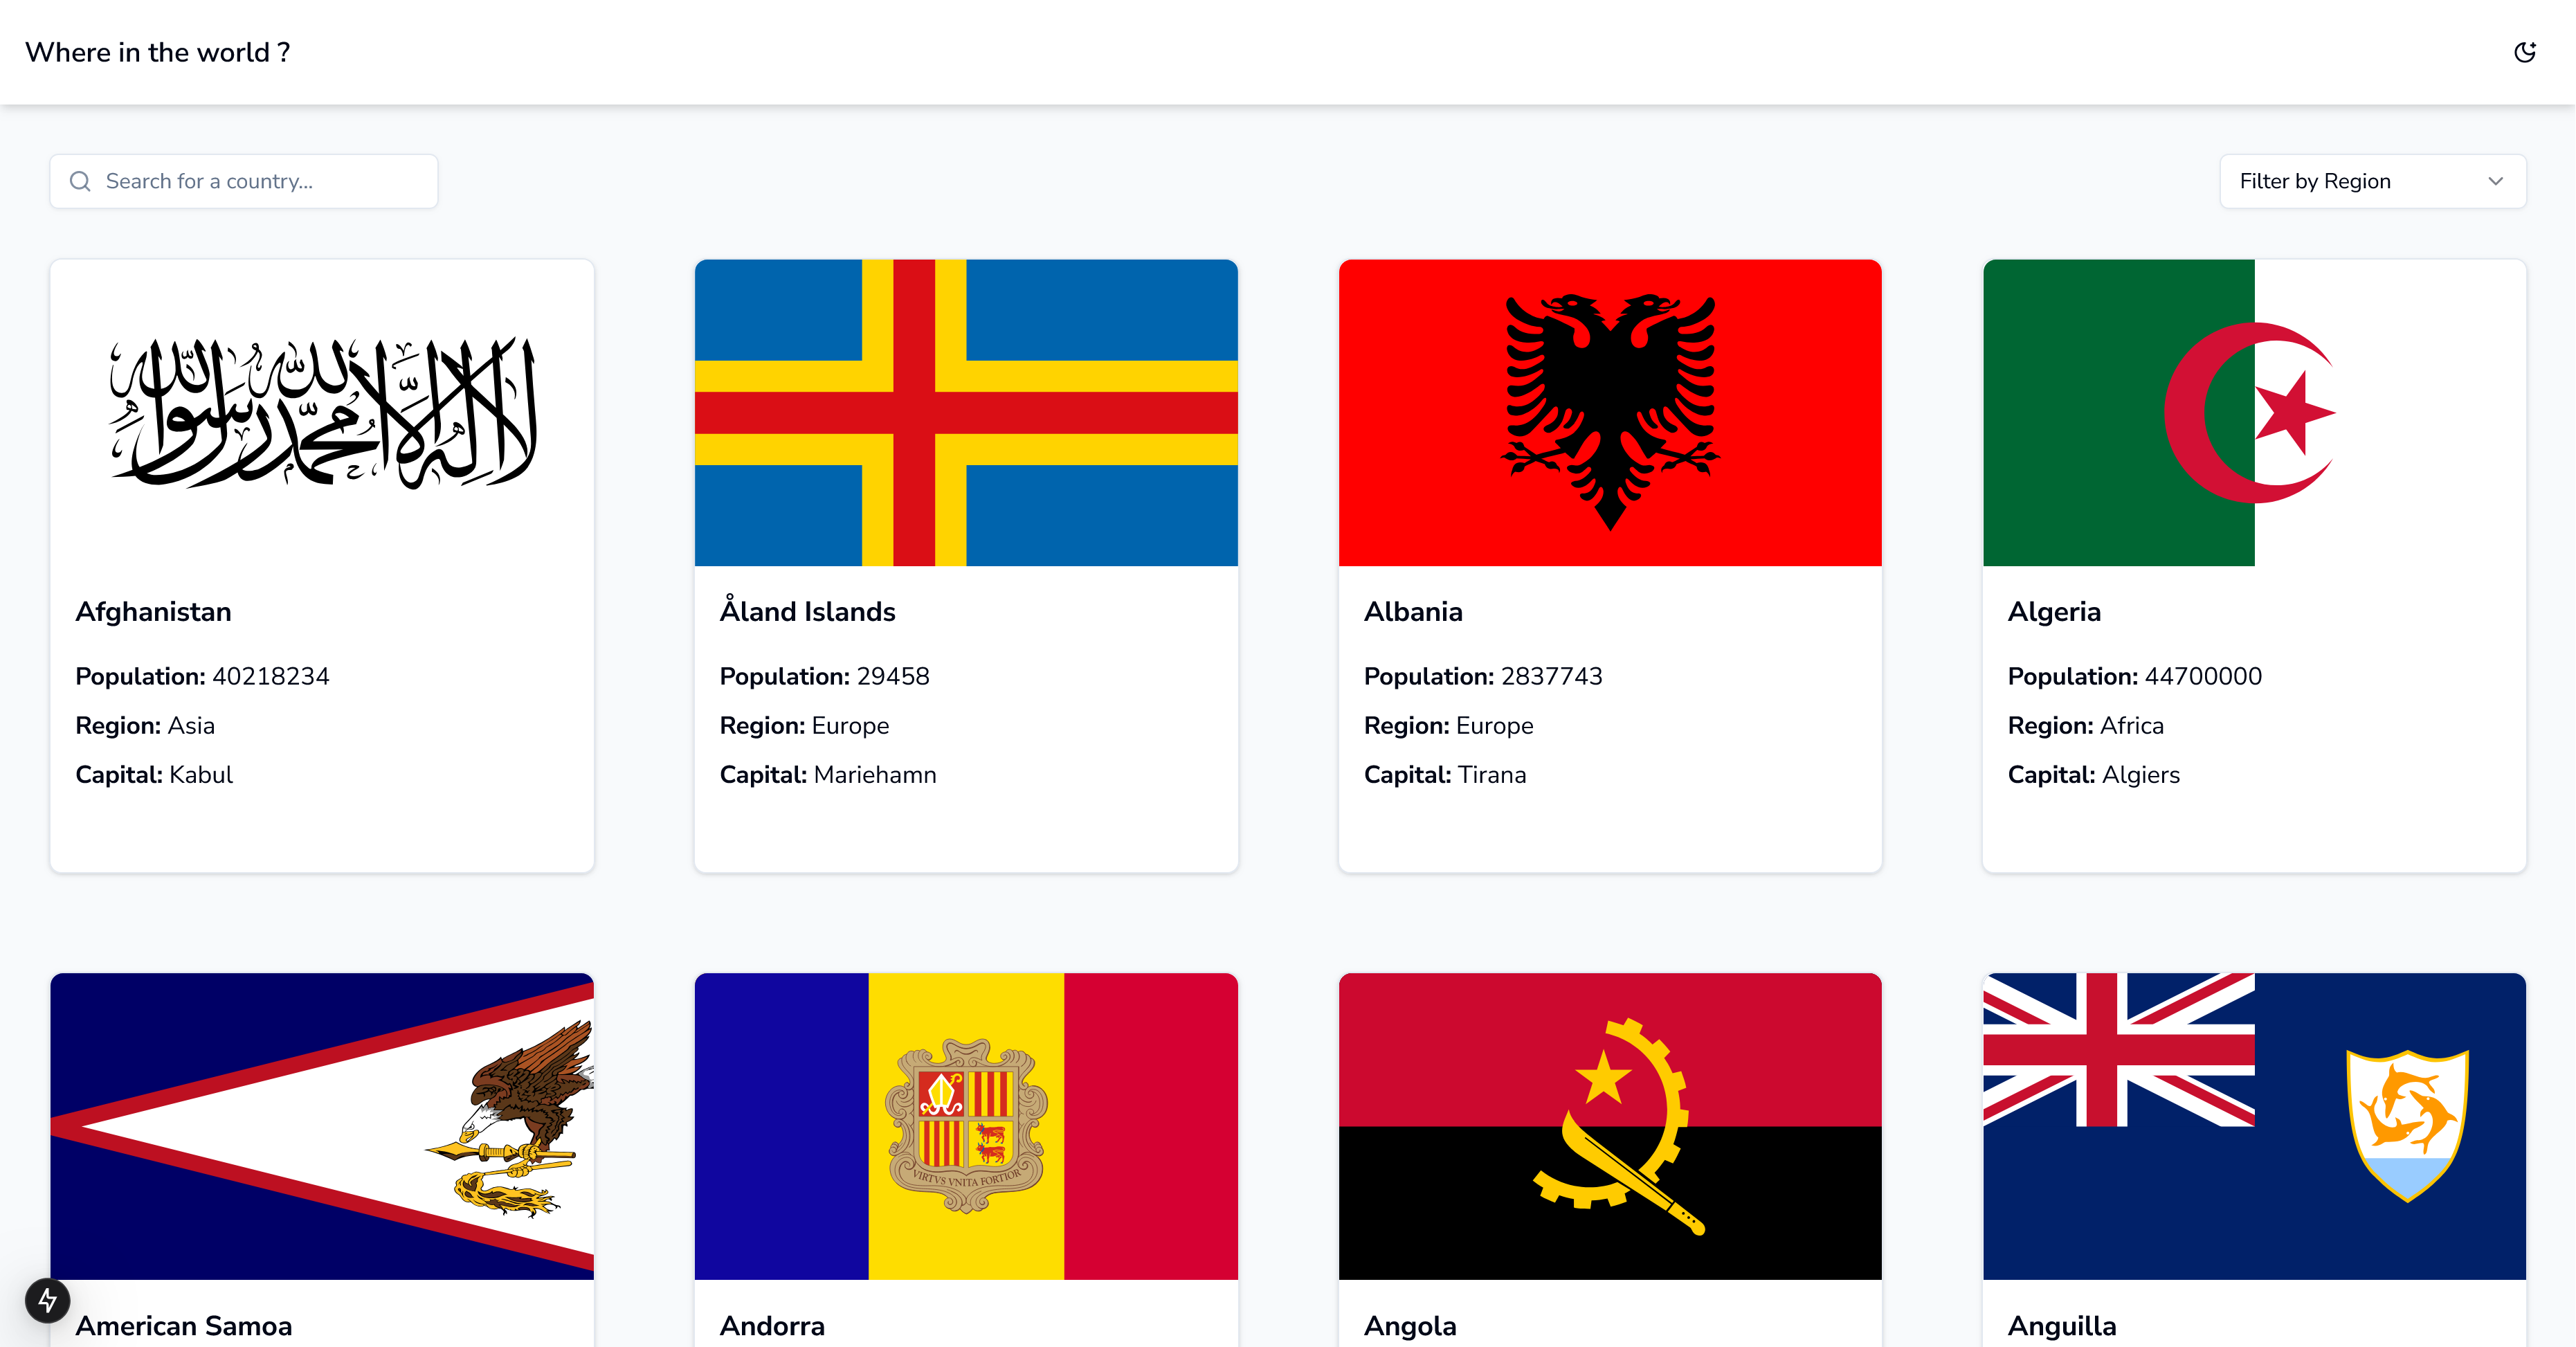 Where in the world ?
Search for a country...
Filter by Region
لا إله إلا الله محمد رسول الله
Afghanistan
Population: 40218234
Region: Asia
Capital: Kabul
Åland Islands
Population: 29458
Region: Europe
Capital: Mariehamn
Albania
Population: 2837743
Region: Europe
Capital: Tirana
Algeria
Population: 44700000
Region: Africa
Capital: Algiers
VIRTVS VNITA FORTIOR
American Samoa
Andorra
Angola
Anguilla